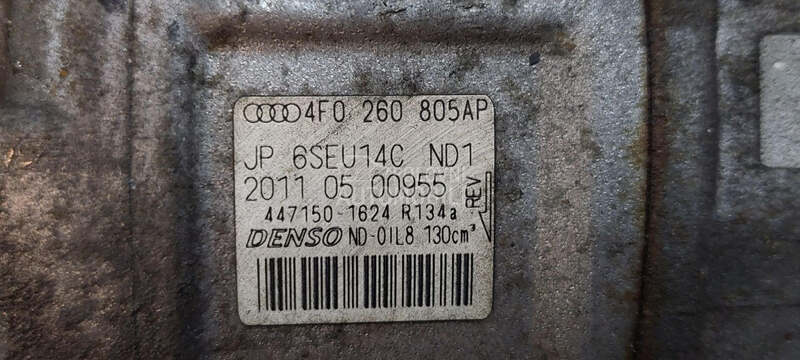 4F0 260 805AP
JP 6SEU14C ND1
2011 05 00955
447150-1624 R134a
REV
DENSO ND-OIL8 130cm³